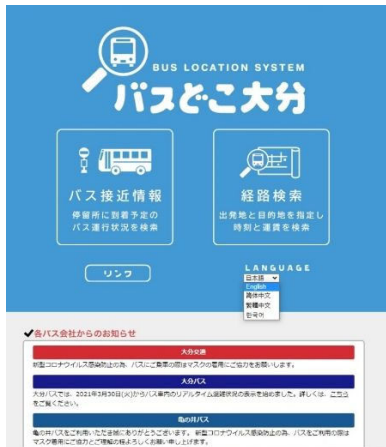 BUS LOCATION SYSTEM
バスどこ大分
バス接近情報
停留所に到着予定の
バス運行状況を検索
経路検索
出発地と目的地を指定し
時刻と運賃を検索
リンク
LANGUAGE
日本語
English
简体中文
繁體中文
한국어
各バス会社からのお知らせ
大分交通
新型コロナウイルス感染防止の為、バスにご乗車の際はマスクの着用にご協力をお願いします。
大分バス
大分バスでは、2021年3月30日(火)からバス車内のリアルタイム混雑状況の表示を始めました。詳しくは、こちら
をご覧ください。
亀の井バス
亀の井バスをご利用いただき誠にありがとうございます。 新型コロナウイルス感染防止の為、バスをご利用の際は
マスク着用にご協力とご理解の程よろしくお願い申し上げます。